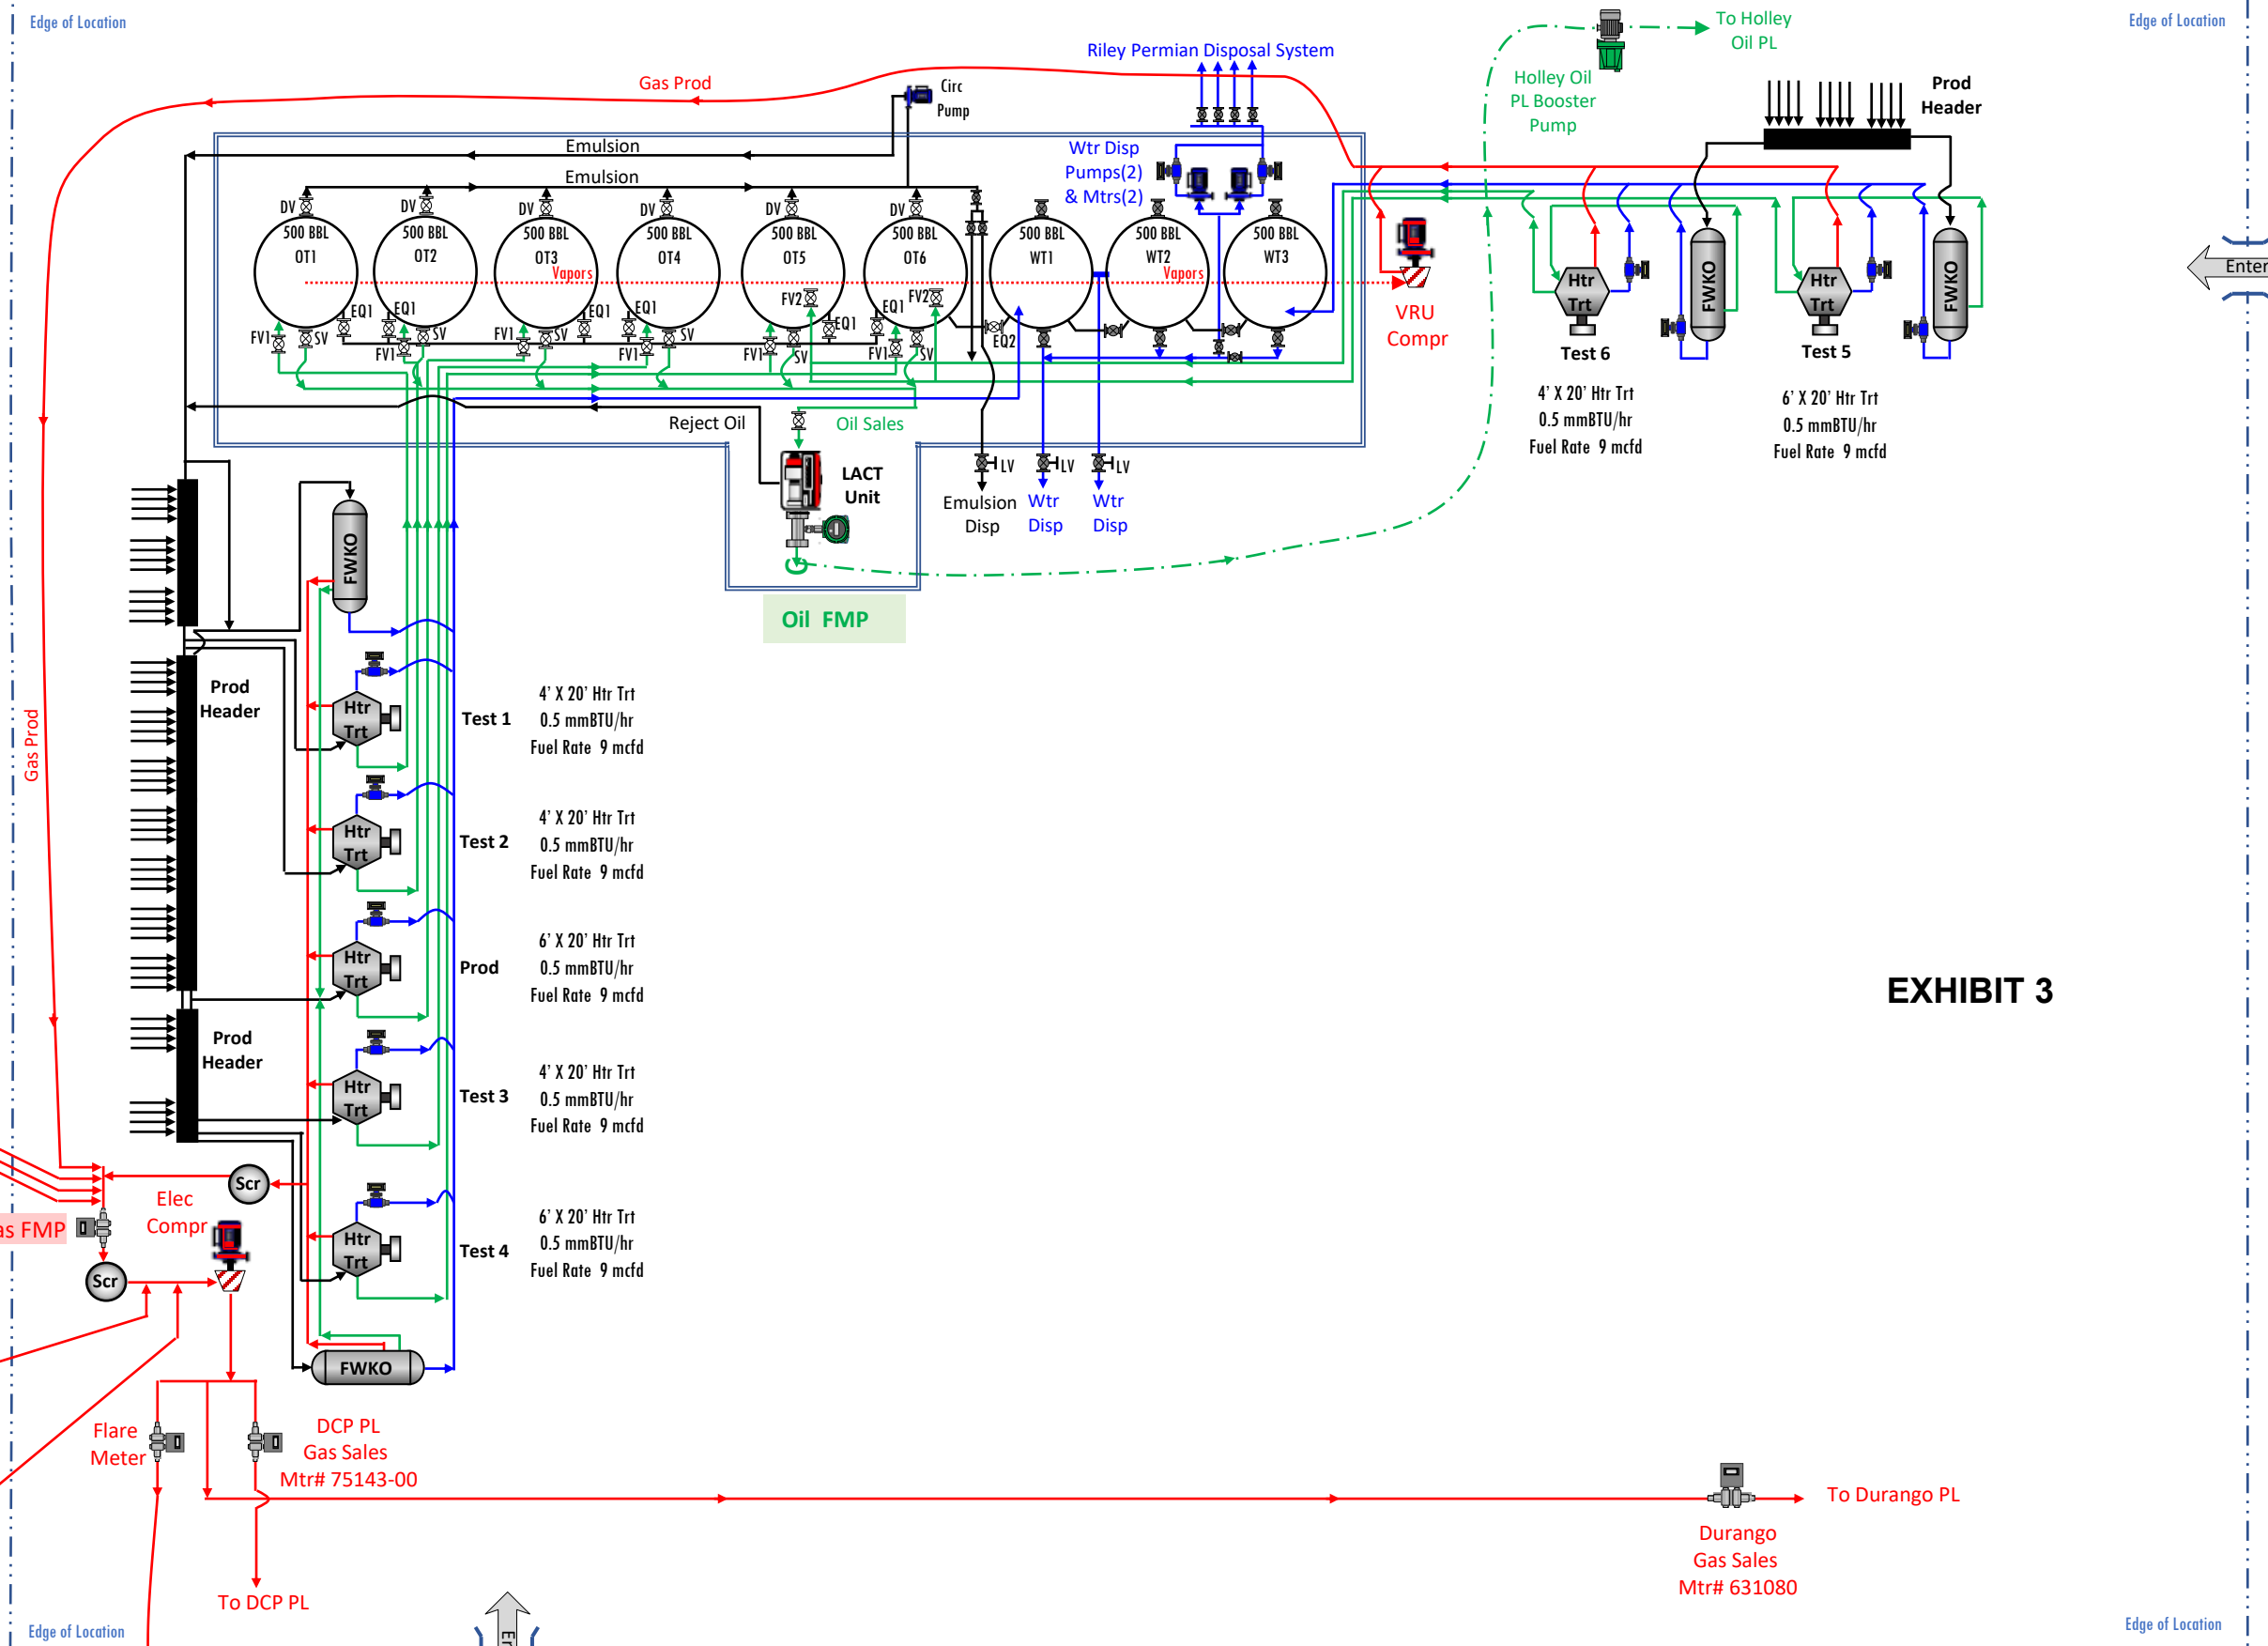 Edge of Location
Edge of Location
To Holley
Oil PL
Riley Permian Disposal System
Holley Oil
PL Booster
Pump
Prod
Header
Gas Prod
Circ
Pump
Emulsion
Emulsion
Wtr Disp
Pumps(2)
& Mtrs(2)
DV
DV
DV
DV
DV
DV
500 BBL
OT1
500 BBL
OT2
500 BBL
OT3
500 BBL
OT4
500 BBL
OT5
500 BBL
OT6
500 BBL
WT1
500 BBL
WT2
500 BBL
WT3
Vapors
Vapors
Enter
FV2
FV2
EQ1
EQ1
EQ1
EQ1
EQ1
EQ1
EQ2
FV1
SV
FV1
SV
FV1
SV
FV1
SV
FV1
SV
FV1
SV
VRU
Compr
Htr
Trt
FWKO
Htr
Trt
FWKO
Test 6
Test 5
4' X 20' Htr Trt
0.5 mmBTU/hr
Fuel Rate 9 mcfd
6' X 20' Htr Trt
0.5 mmBTU/hr
Fuel Rate 9 mcfd
Reject Oil
Oil Sales
LACT
Unit
LV
LV
LV
Emulsion
Disp
Wtr
Disp
Wtr
Disp
FWKO
Oil FMP
Prod
Header
Gas Prod
Htr
Trt
Test 1
4' X 20' Htr Trt
0.5 mmBTU/hr
Fuel Rate 9 mcfd
Htr
Trt
Test 2
4' X 20' Htr Trt
0.5 mmBTU/hr
Fuel Rate 9 mcfd
Htr
Trt
Prod
6' X 20' Htr Trt
0.5 mmBTU/hr
Fuel Rate 9 mcfd
EXHIBIT 3
Prod
Header
Htr
Trt
Test 3
4' X 20' Htr Trt
0.5 mmBTU/hr
Fuel Rate 9 mcfd
Scr
Elec
Compr
as FMP
Scr
Htr
Trt
Test 4
6' X 20' Htr Trt
0.5 mmBTU/hr
Fuel Rate 9 mcfd
FWKO
Flare
Meter
DCP PL
Gas Sales
Mtr# 75143-00
To Durango PL
Durango
Gas Sales
Mtr# 631080
To DCP PL
Edge of Location
Edge of Location